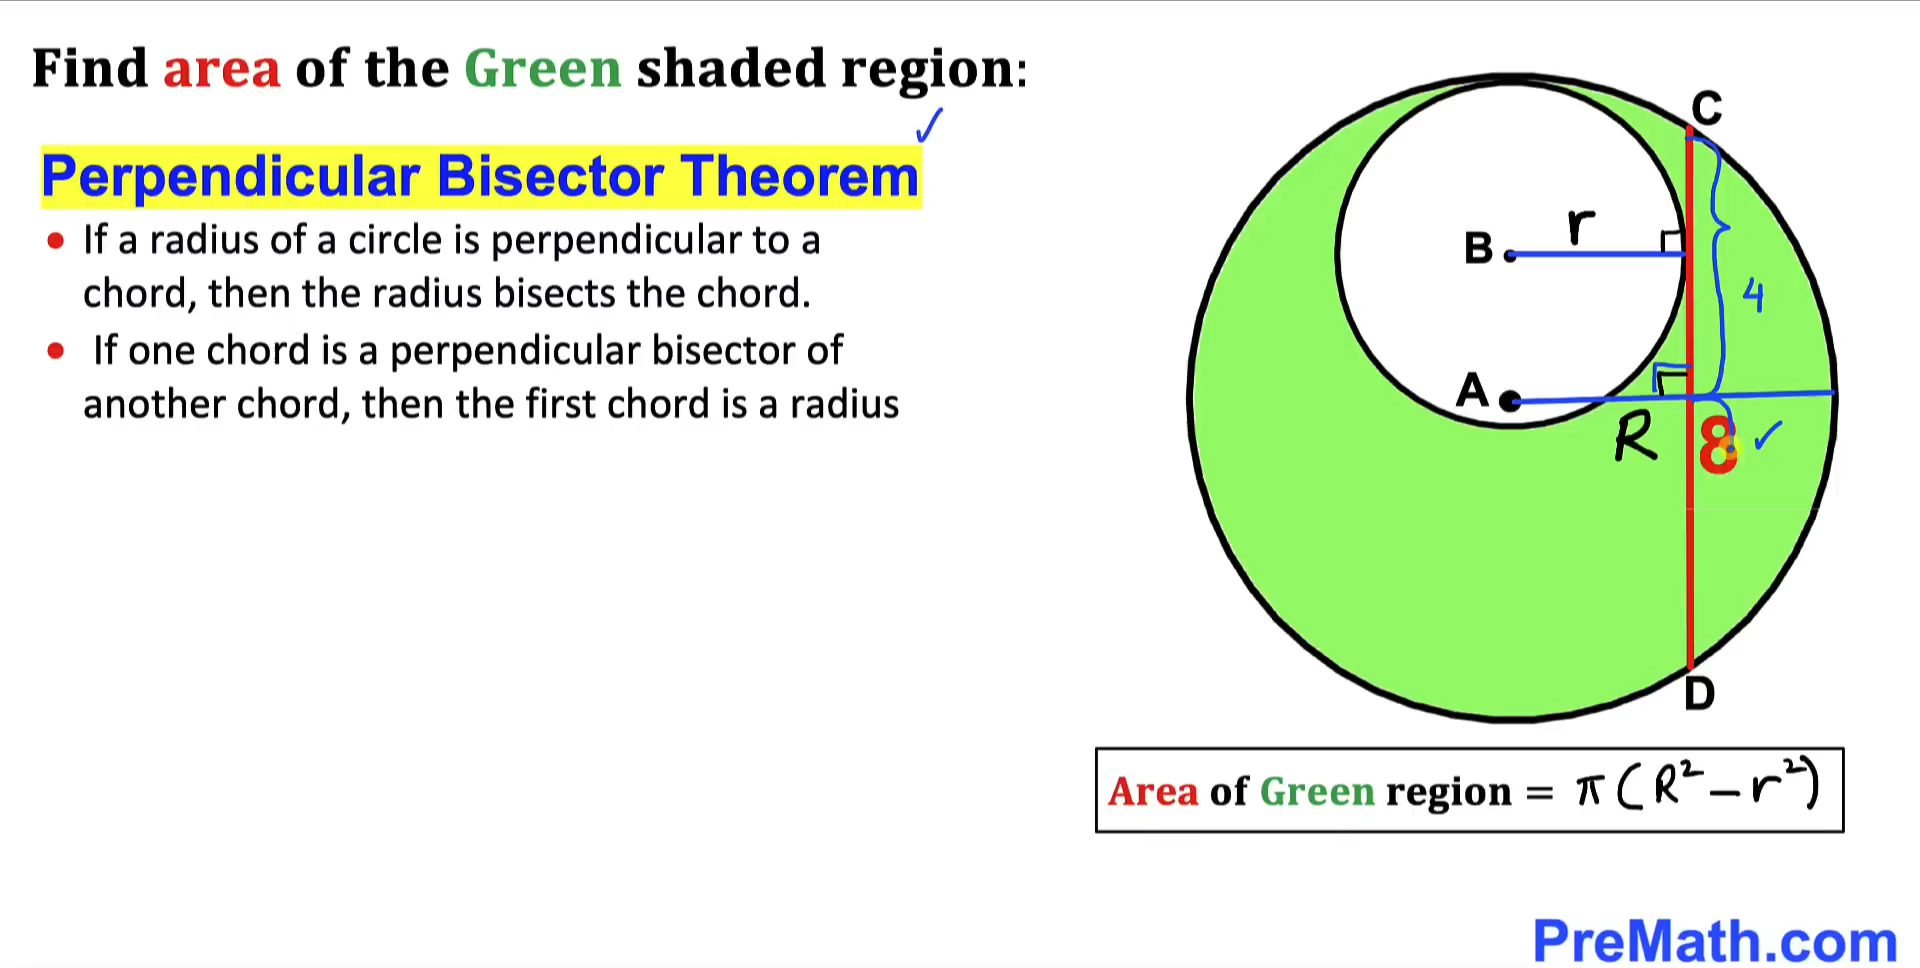 Find area of the Green shaded region:
Perpendicular Bisector Theorem
• If a radius of a circle is perpendicular to a
chord, then the radius bisects the chord.
• If one chord is a perpendicular bisector of
another chord, then the first chord is a radius
C
r
B
4
A
R
8
D
Area of Green region = π(R²-r²)
PreMath.com